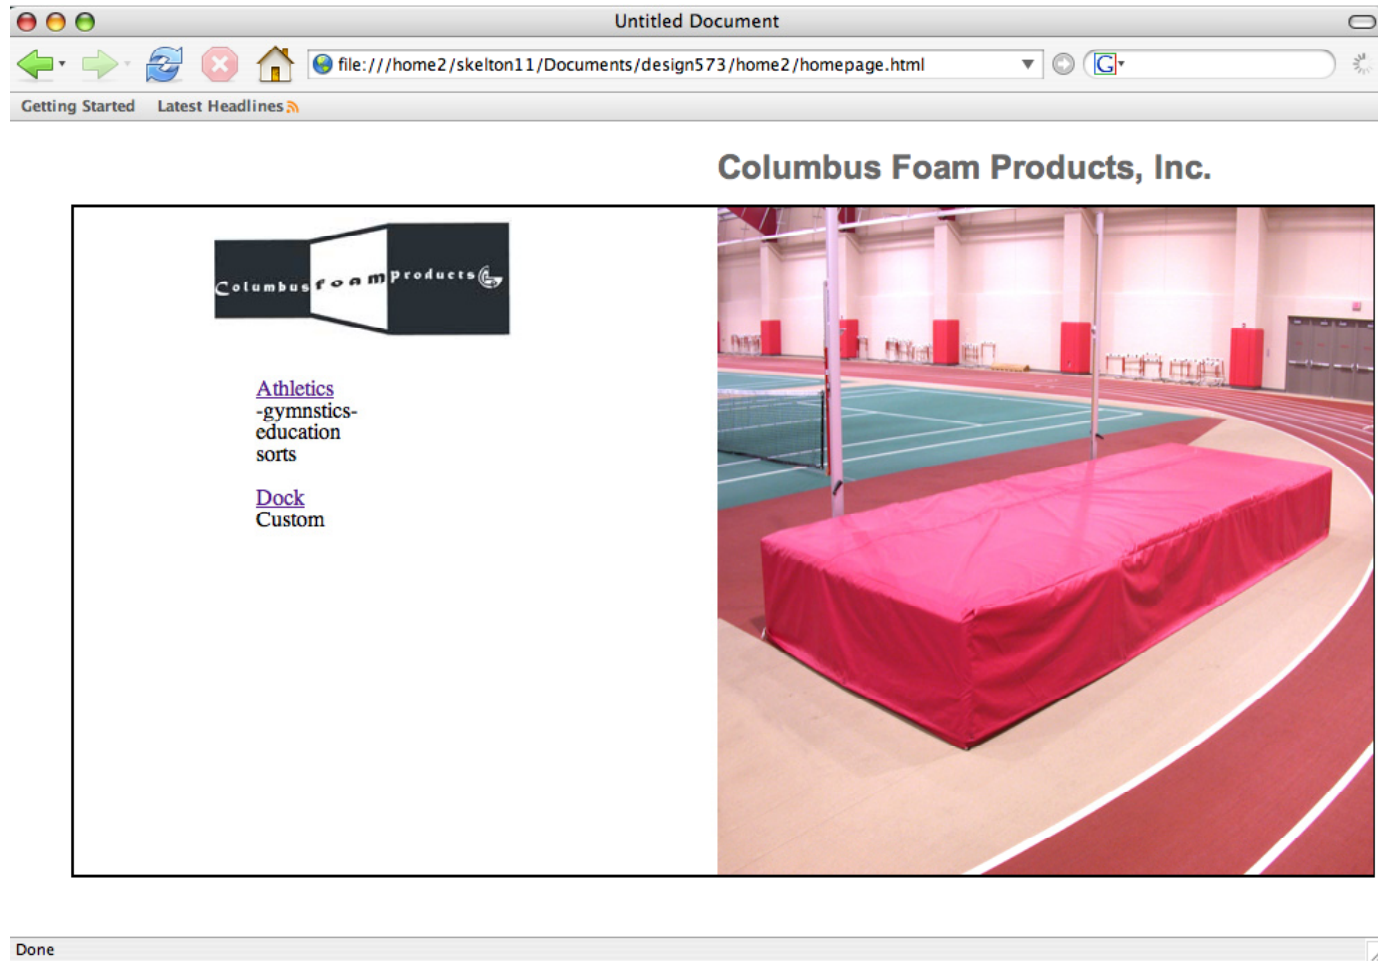 Untitled Document
file:///home2/skelton11/Documents/design573/home2/homepage.html
G
Getting Started Latest Headlines
Columbus Foam Products, Inc.
Columbus foam products
Athletics
-gymnstics-
education
sorts
Dock
Custom
Done